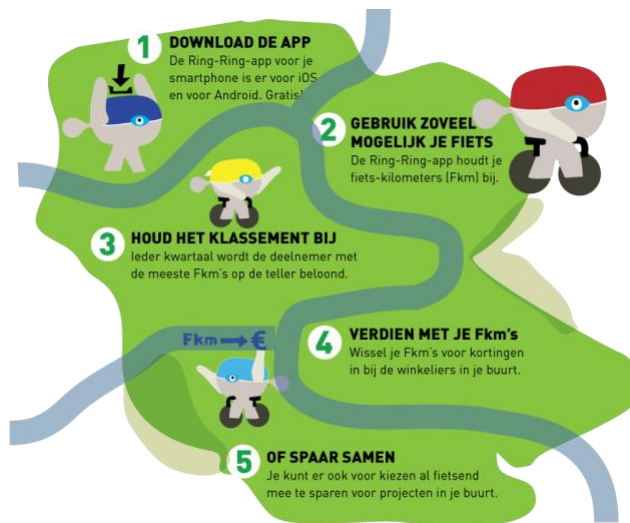 1 DOWNLOAD DE APP
De Ring-Ring-app voor je
smartphone is er voor iOS
en voor Android. Gratis!
2 GEBRUIK ZOVEEL
MOGELIJK JE FIETS
De Ring-Ring-app houdt je
fiets-kilometers (Fkm) bij.
3 HOUD HET KLASSEMENT BIJ
Ieder kwartaal wordt de deelnemer met
de meeste Fkm's op de teller beloond.
Fkm → €
4 VERDIEN MET JE Fkm's
Wissel je Fkm's voor kortingen
in bij de winkeliers in je buurt.
5 OF SPAAR SAMEN
Je kunt er ook voor kiezen al fietsend
mee te sparen voor projecten in je buurt.